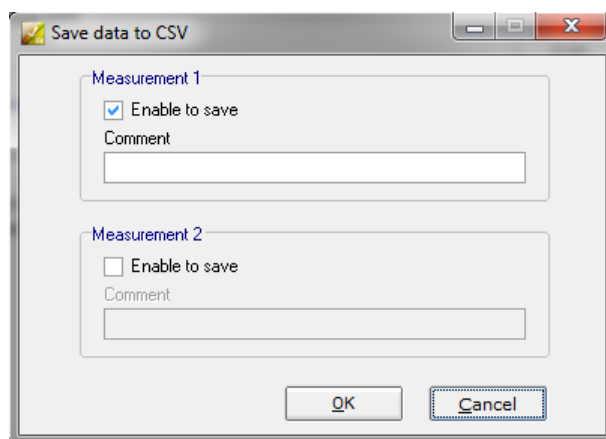 Save data to CSV
Measurement 1
Enable to save
Comment
Measurement 2
Enable to save
Comment
OK
Cancel